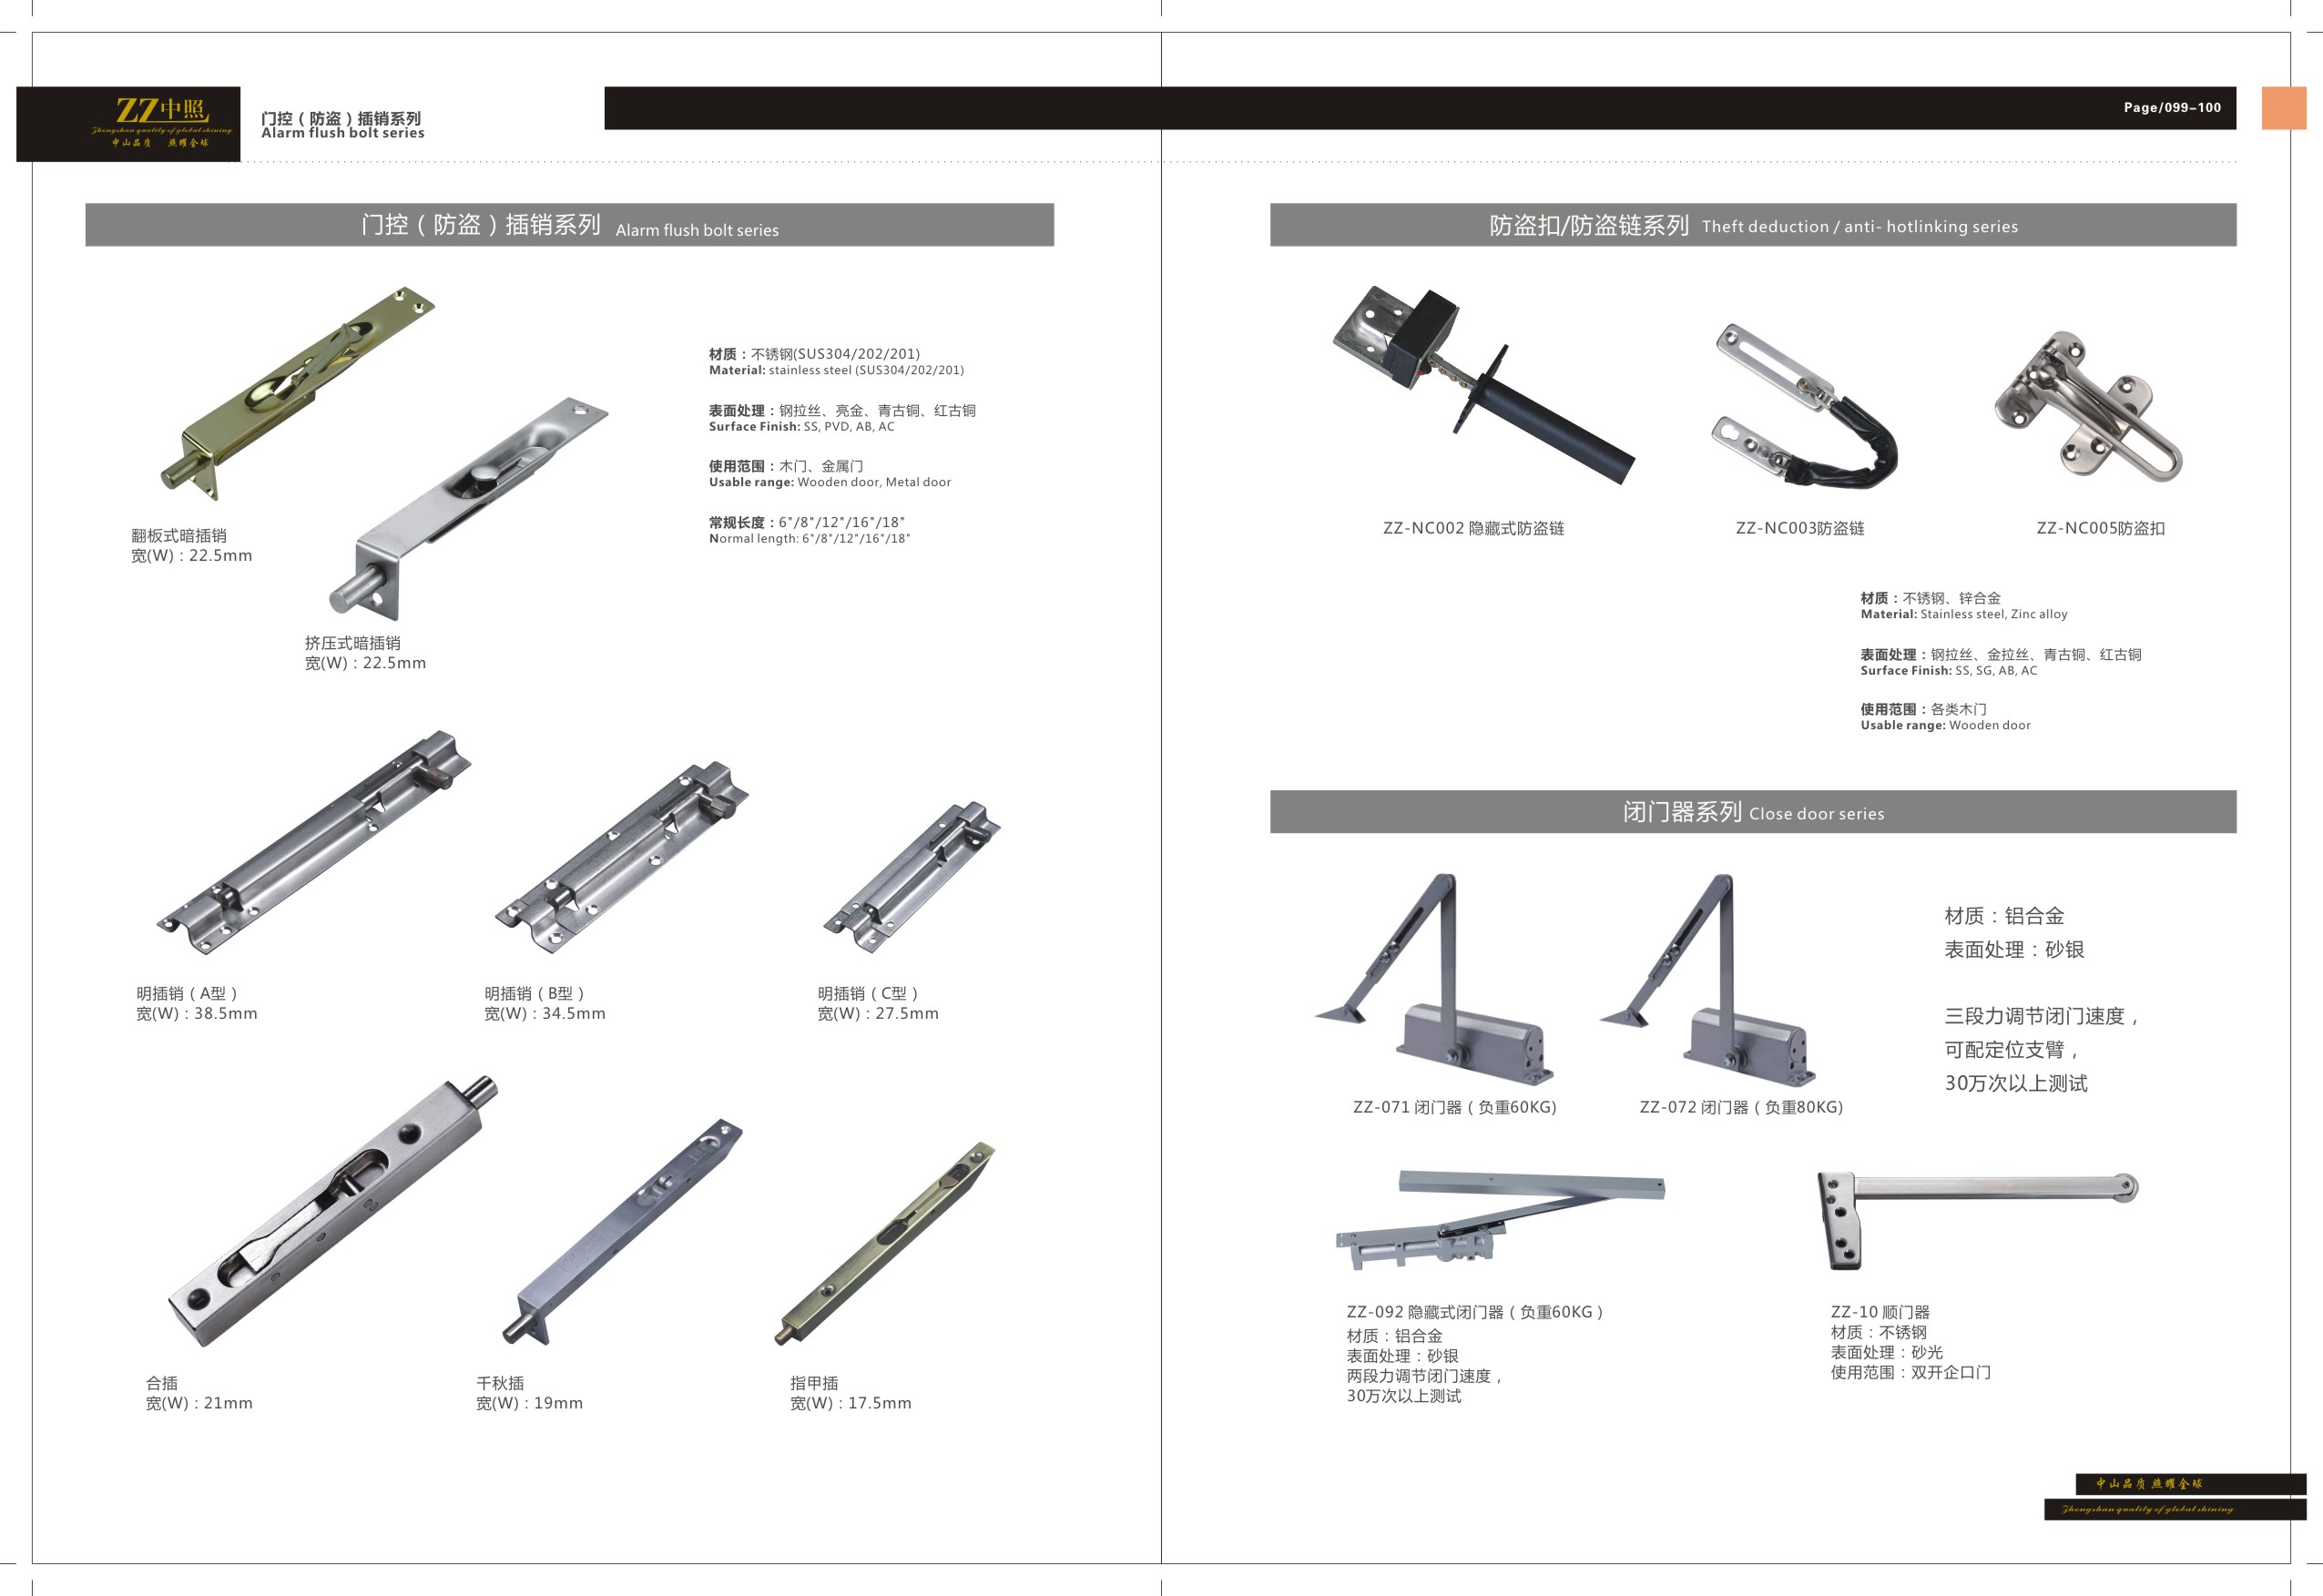 ZZ中照
Zhongshan quality of global shining
中山品质 照耀全球
门控（防盗）插销系列
Alarm flush bolt series
Page/099-100
门控（防盗）插销系列 Alarm flush bolt series
翻板式暗插销
宽(W)：22.5mm
挤压式暗插销
宽(W)：22.5mm
材质：不锈钢(SUS304/202/201)
Material: stainless steel (SUS304/202/201)
表面处理：钢拉丝、亮金、青古铜、红古铜
Surface Finish: SS, PVD, AB, AC
使用范围：木门、金属门
Usable range: Wooden door, Metal door
常规长度：6"/8"/12"/16"/18"
Normal length: 6"/8"/12"/16"/18"
明插销（A型）
宽(W)：38.5mm
明插销（B型）
宽(W)：34.5mm
明插销（C型）
宽(W)：27.5mm
合插
宽(W)：21mm
千秋插
宽(W)：19mm
指甲插
宽(W)：17.5mm
防盗扣/防盗链系列 Theft deduction / anti- hotlinking series
ZZ-NC002 隐藏式防盗链
ZZ-NC003防盗链
ZZ-NC005防盗扣
材质：不锈钢、锌合金
Material: Stainless steel, Zinc alloy
表面处理：钢拉丝、金拉丝、青古铜、红古铜
Surface Finish: SS, SG, AB, AC
使用范围：各类木门
Usable range: Wooden door
闭门器系列 Close door series
ZZ-071 闭门器（负重60KG)
ZZ-072 闭门器（负重80KG)
材质：铝合金
表面处理：砂银
三段力调节闭门速度，
可配定位支臂，
30万次以上测试
ZZ-092 隐藏式闭门器（负重60KG）
材质：铝合金
表面处理：砂银
两段力调节闭门速度，
30万次以上测试
ZZ-10 顺门器
材质：不锈钢
表面处理：砂光
使用范围：双开企口门
中山品质 照耀全球
Zhongshan quality of global shining